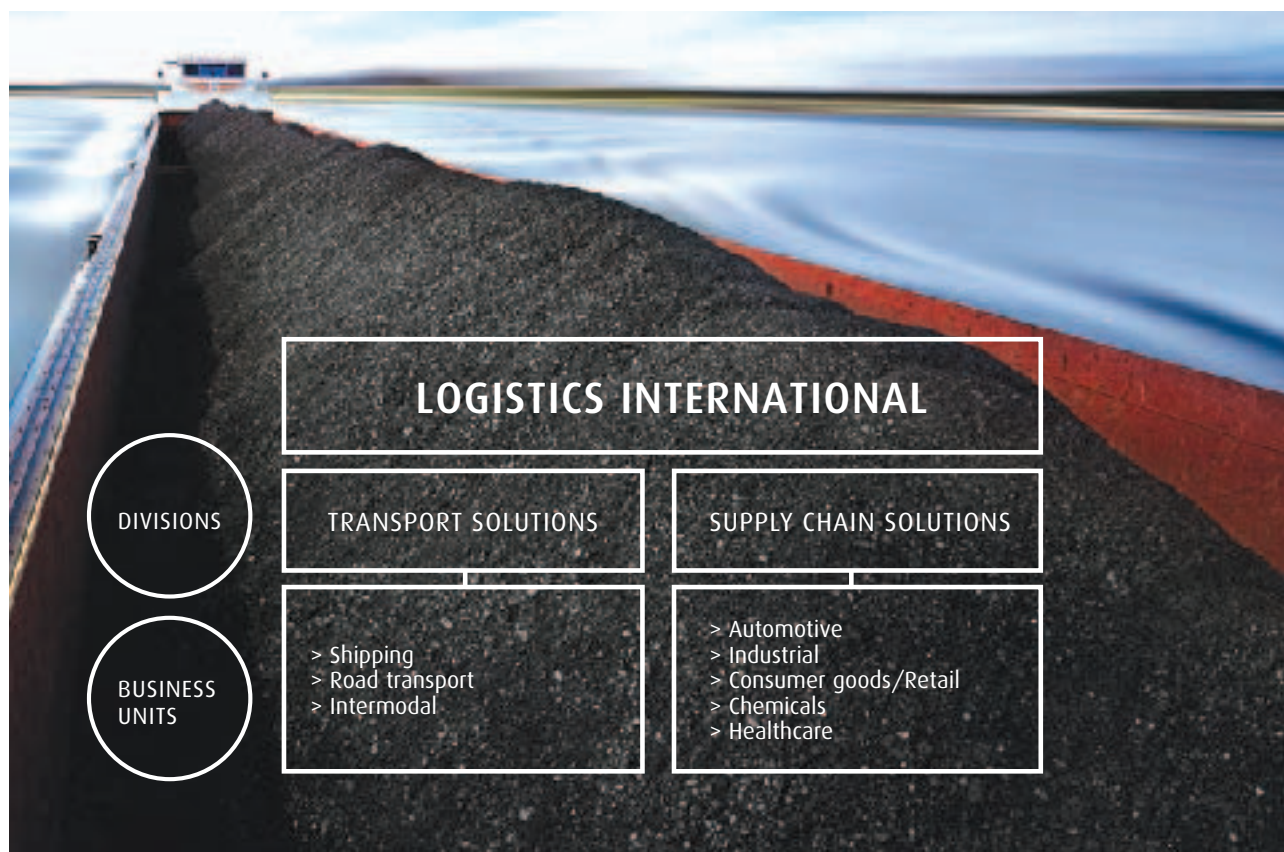 LOGISTICS INTERNATIONAL
DIVISIONS
TRANSPORT SOLUTIONS
SUPPLY CHAIN SOLUTIONS
BUSINESS
UNITS
> Shipping
> Road transport
> Intermodal
> Automotive
> Industrial
> Consumer goods/Retail
> Chemicals
> Healthcare